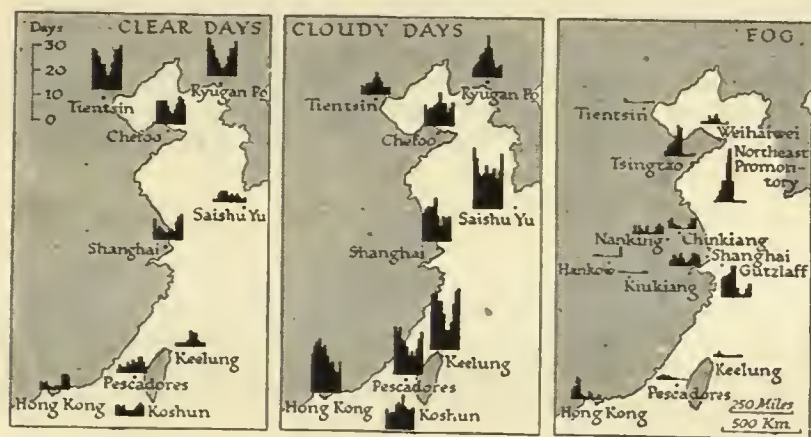 CLEAR DAYS
Days
30
20
10
0
Tientsin
Ryugan Po
Chefoo
Saishu Yu
Shanghai
Keelung
Pescadores
Hong Kong
Koshun
CLOUDY DAYS
Tientsin
Ryugan Po
Chefoo
Saishu Yu
Shanghai
Keelung
Pescadores
Hong Kong
Koshun
FOG
Tientsin
Weihaiwei
Tsingtao
Northeast
Promon-
tory
Nanking
Chinkiang
Shanghai
Hankow
Gutzlaff
Kiukiang
Keelung
Pescadores
Hong Kong
250 Miles
500 Km.